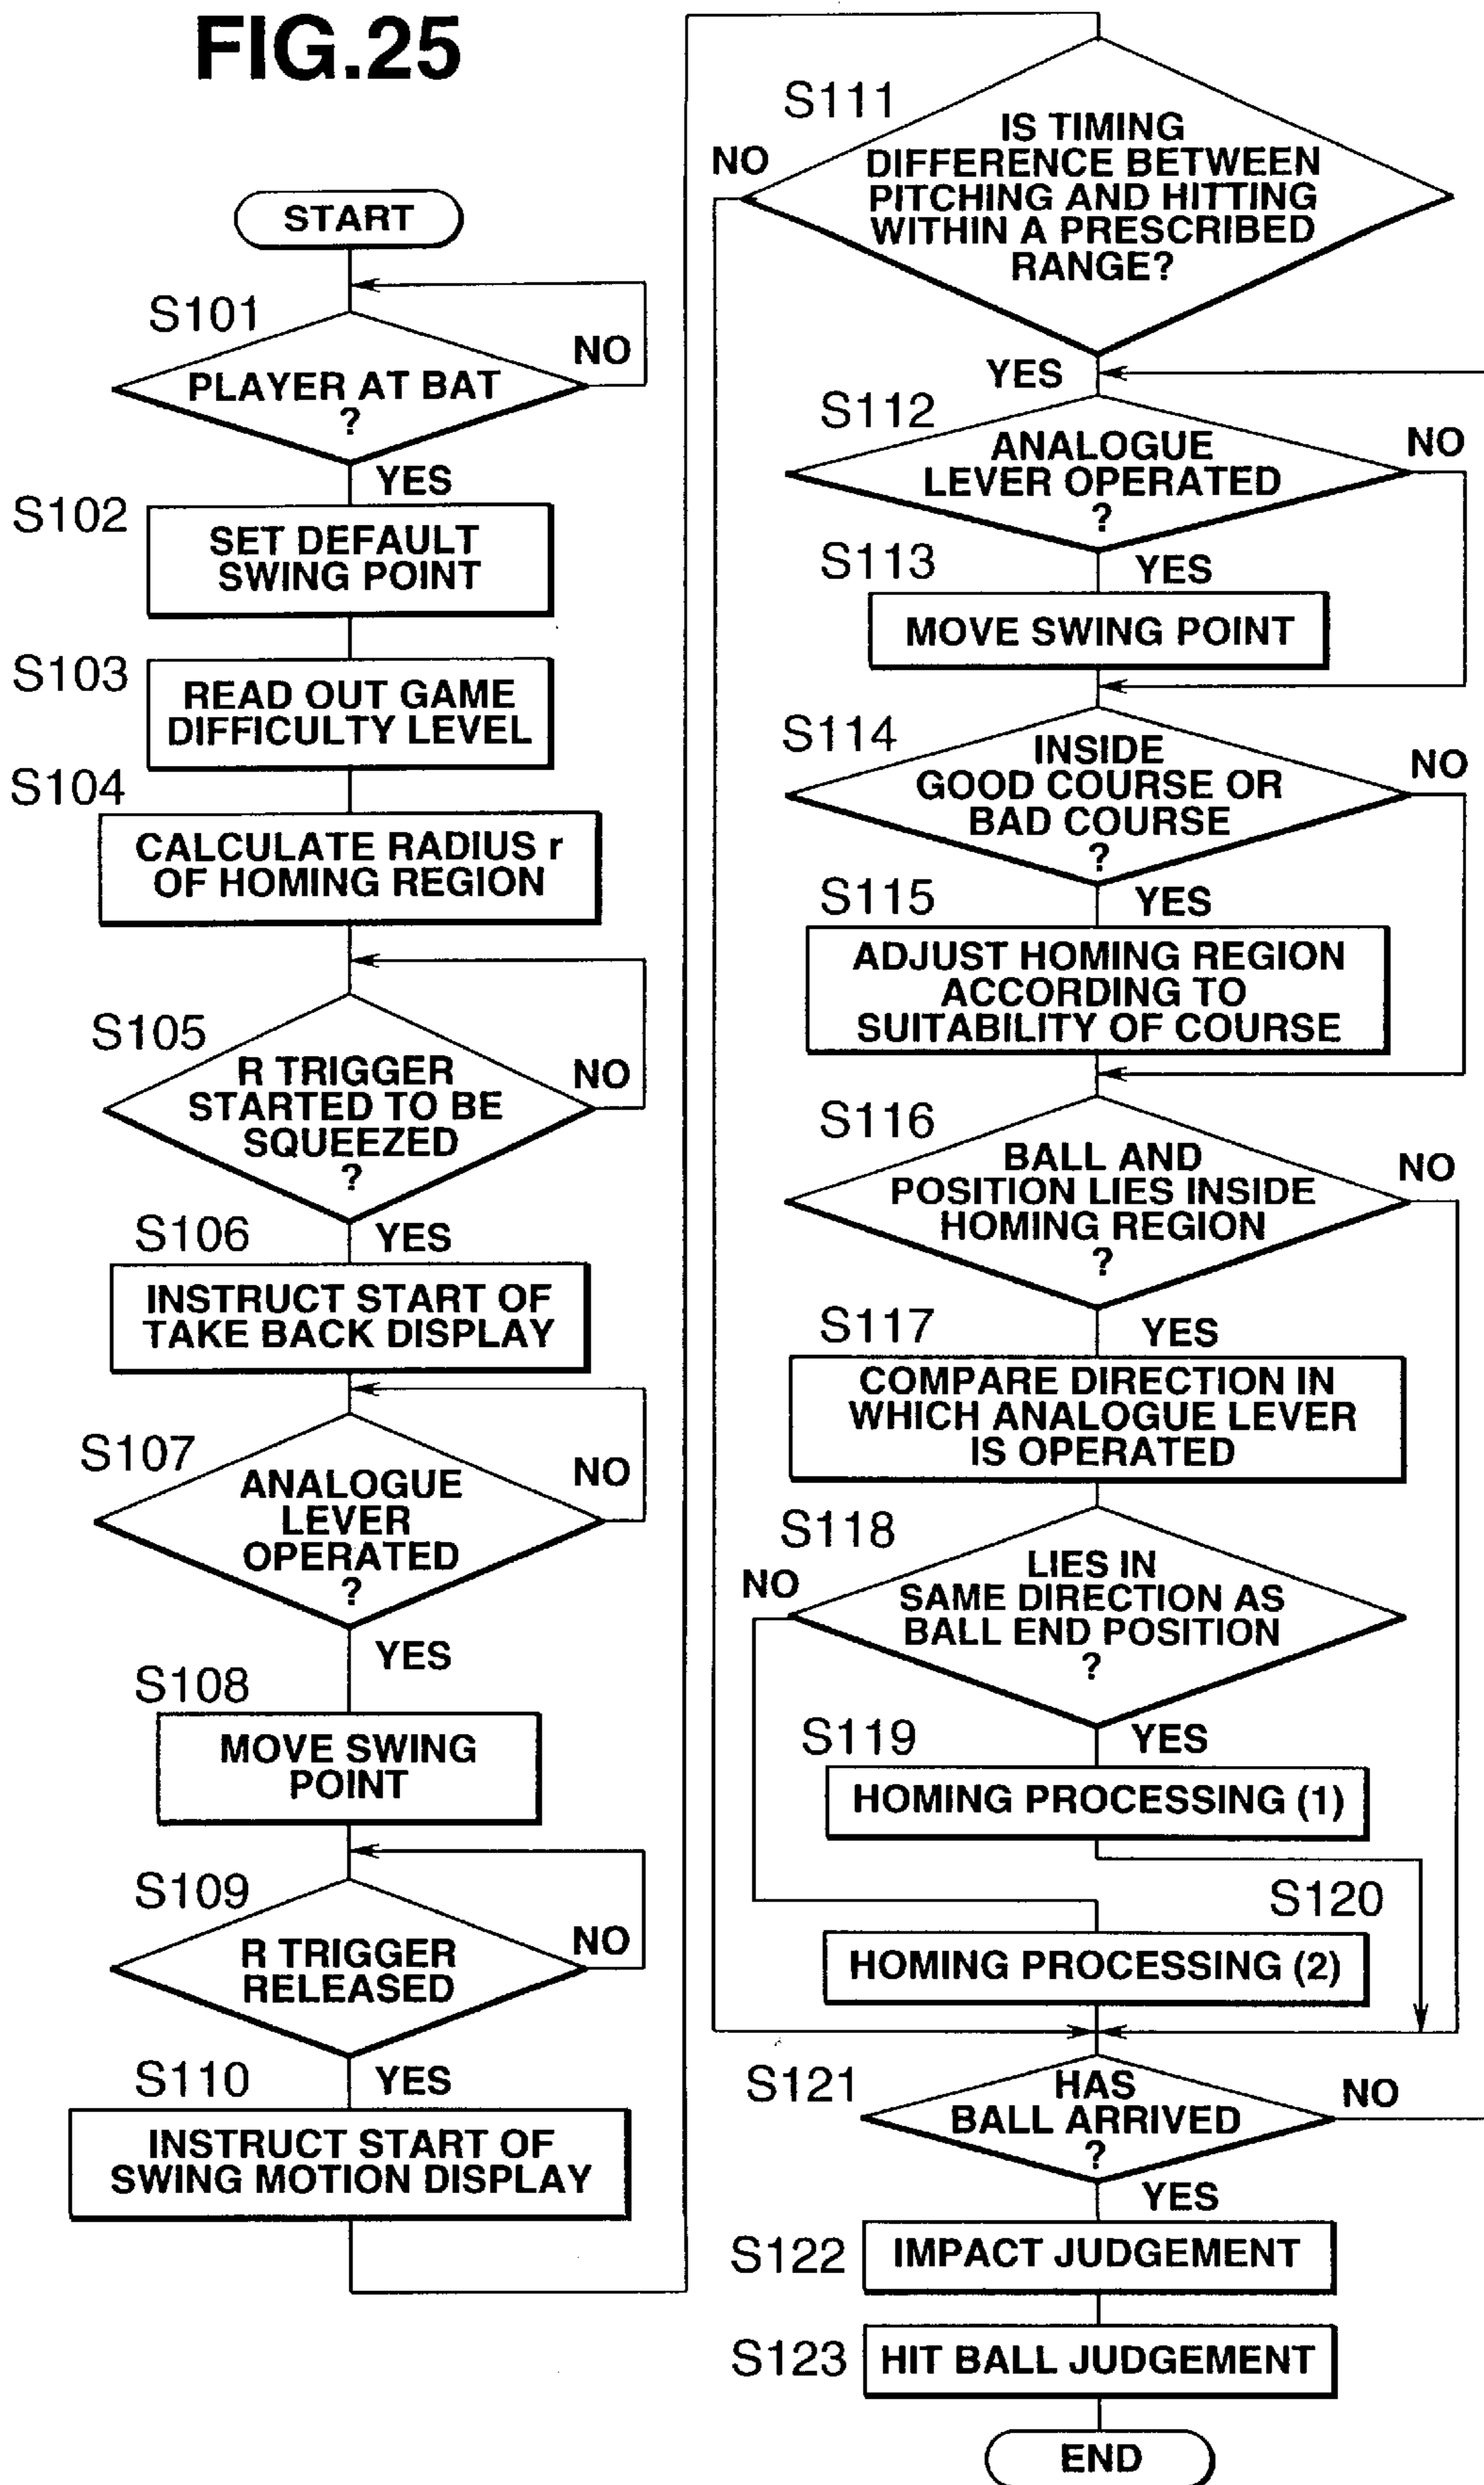 FIG.25
START
S101
NO
PLAYER AT BAT
?
YES
S102
SET DEFAULT
SWING POINT
S103
READ OUT GAME
DIFFICULTY LEVEL
S104
CALCULATE RADIUS r
OF HOMING REGION
S105
R TRIGGER
STARTED TO BE
SQUEEZED
?
NO
YES
S106
INSTRUCT START OF
TAKE BACK DISPLAY
S107
ANALOGUE
LEVER
OPERATED
?
NO
YES
S108
MOVE SWING
POINT
S109
R TRIGGER
RELEASED
NO
YES
S110
INSTRUCT START OF
SWING MOTION DISPLAY
S111
NO
IS TIMING
DIFFERENCE BETWEEN
PITCHING AND HITTING
WITHIN A PRESCRIBED
RANGE?
YES
S112
ANALOGUE
LEVER OPERATED
?
NO
YES
S113
MOVE SWING POINT
S114
INSIDE
GOOD COURSE OR
BAD COURSE
?
NO
YES
S115
ADJUST HOMING REGION
ACCORDING TO
SUITABILITY OF COURSE
S116
BALL AND
POSITION LIES INSIDE
HOMING REGION
?
NO
YES
S117
COMPARE DIRECTION IN
WHICH ANALOGUE LEVER
IS OPERATED
S118
NO
LIES IN
SAME DIRECTION AS
BALL END POSITION
?
YES
S119
HOMING PROCESSING (1)
S120
HOMING PROCESSING (2)
S121
HAS
BALL ARRIVED
?
NO
YES
S122
IMPACT JUDGEMENT
S123
HIT BALL JUDGEMENT
END